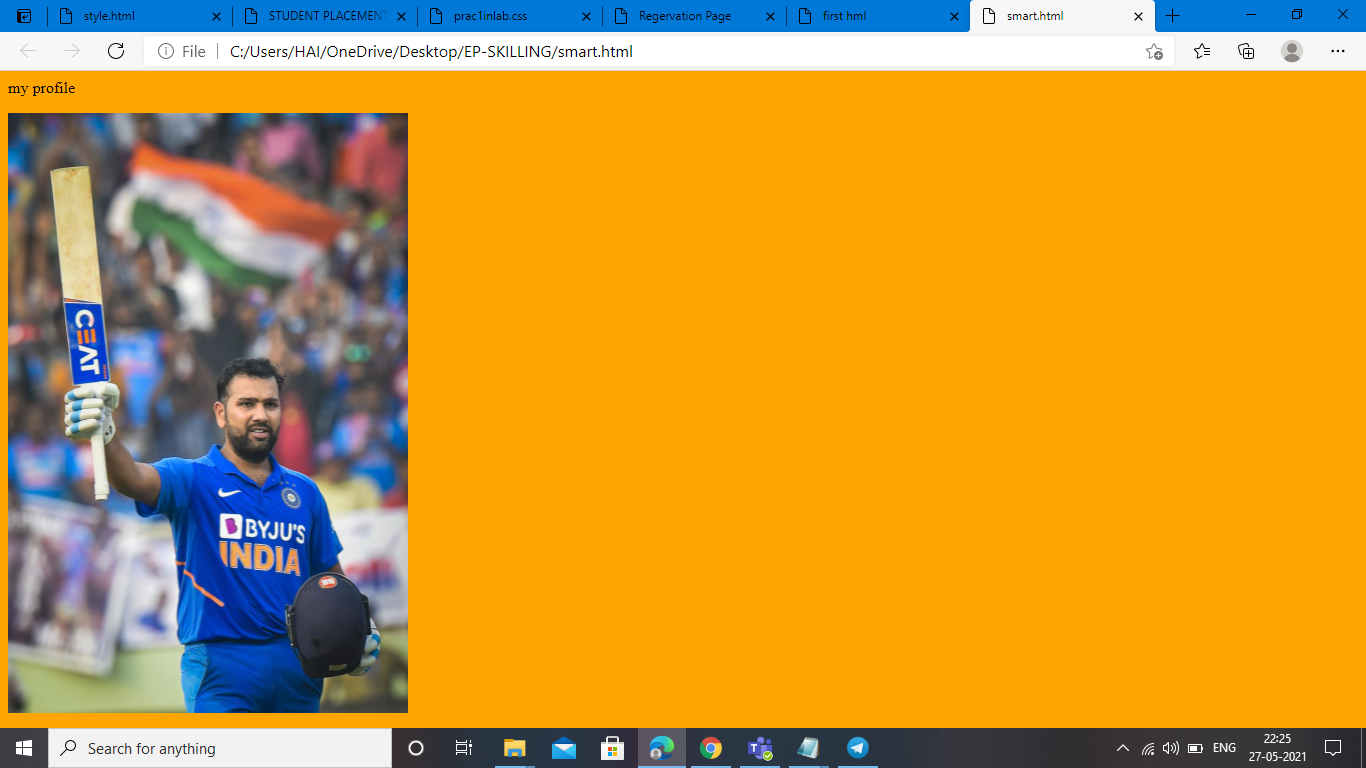 style.html
STUDENT PLACEMENT
prac1inlab.css
Regervation Page
first hml
smart.html
File
C:/Users/HAI/OneDrive/Desktop/EP-SKILLING/smart.html
my profile
CEAT
BYJU'S
INDIA
Search for anything
ENG
22:25
27-05-2021